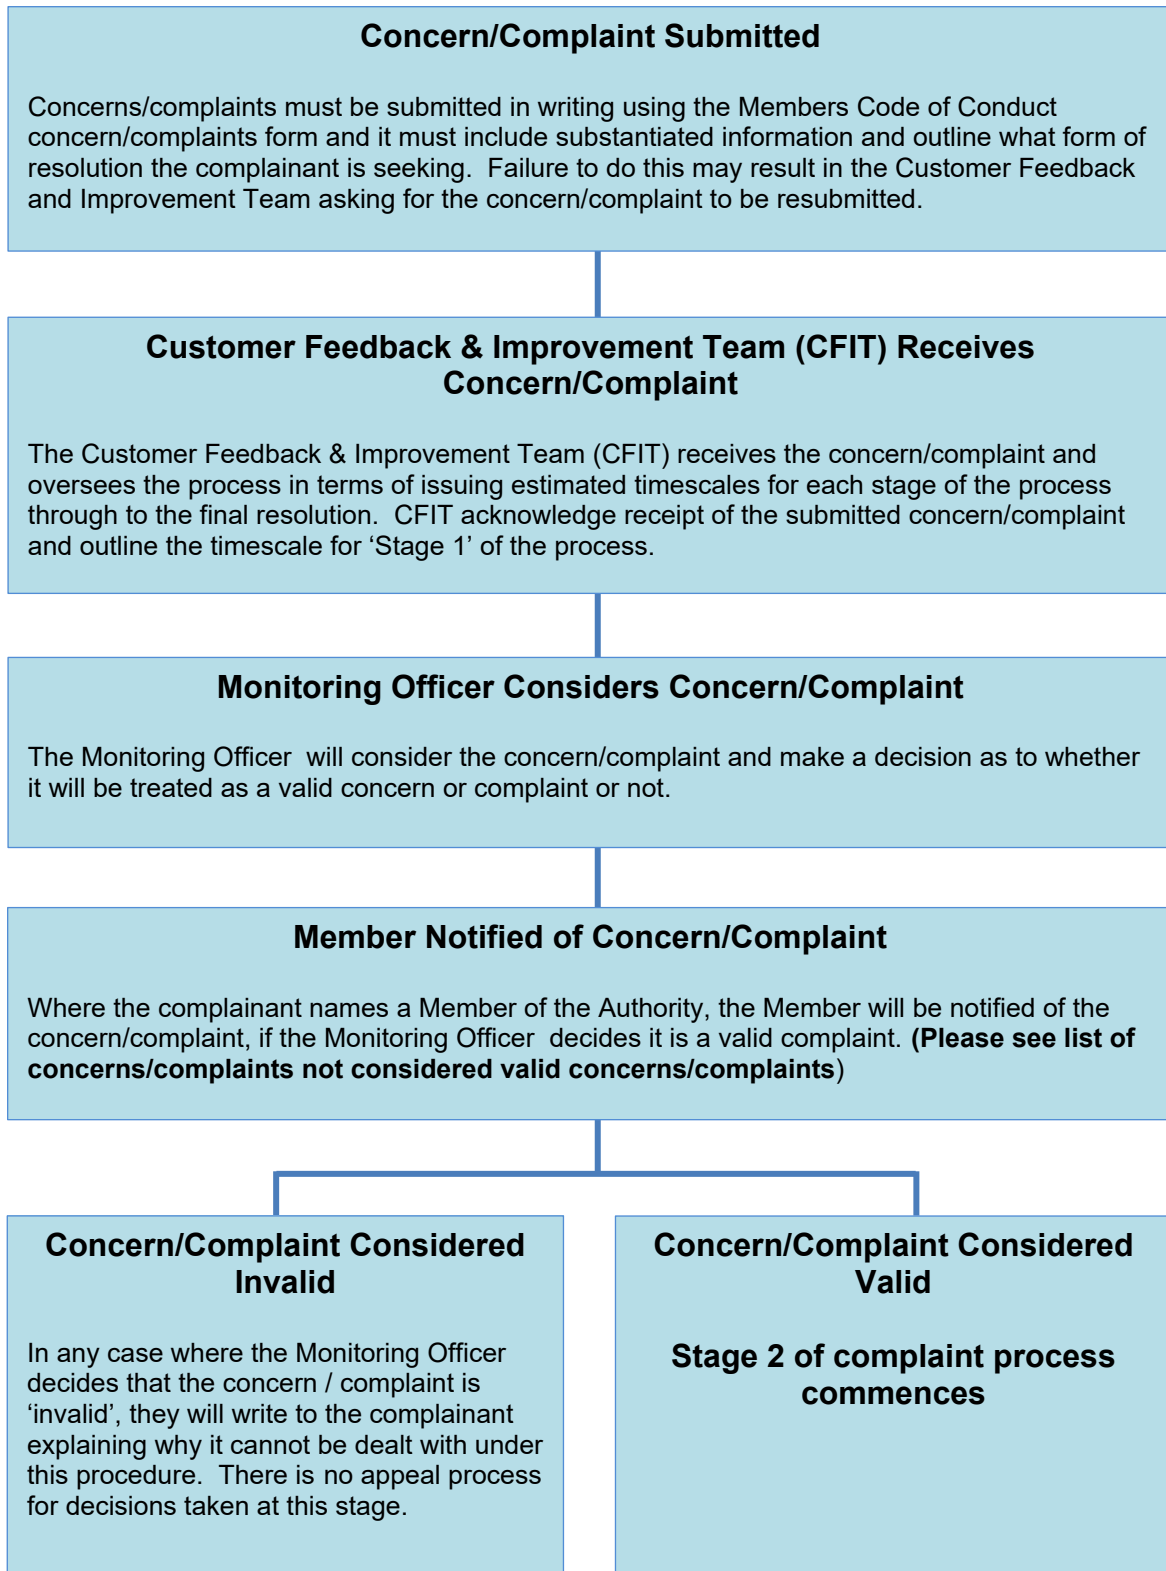 Concern/Complaint Submitted
Concerns/complaints must be submitted in writing using the Members Code of Conduct
concern/complaints form and it must include substantiated information and outline what form of
resolution the complainant is seeking.  Failure to do this may result in the Customer Feedback
and Improvement Team asking for the concern/complaint to be resubmitted.
Customer Feedback & Improvement Team (CFIT) Receives
Concern/Complaint
The Customer Feedback & Improvement Team (CFIT) receives the concern/complaint and
oversees the process in terms of issuing estimated timescales for each stage of the process
through to the final resolution.  CFIT acknowledge receipt of the submitted concern/complaint
and outline the timescale for ‘Stage 1’ of the process.
Monitoring Officer Considers Concern/Complaint
The Monitoring Officer  will consider the concern/complaint and make a decision as to whether
it will be treated as a valid concern or complaint or not.
Member Notified of Concern/Complaint
Where the complainant names a Member of the Authority, the Member will be notified of the
concern/complaint, if the Monitoring Officer  decides it is a valid complaint. (Please see list of
concerns/complaints not considered valid concerns/complaints)
Concern/Complaint Considered
Invalid
In any case where the Monitoring Officer
decides that the concern / complaint is
‘invalid’, they will write to the complainant
explaining why it cannot be dealt with under
this procedure.  There is no appeal process
for decisions taken at this stage.
Concern/Complaint Considered
Valid
Stage 2 of complaint process
commences